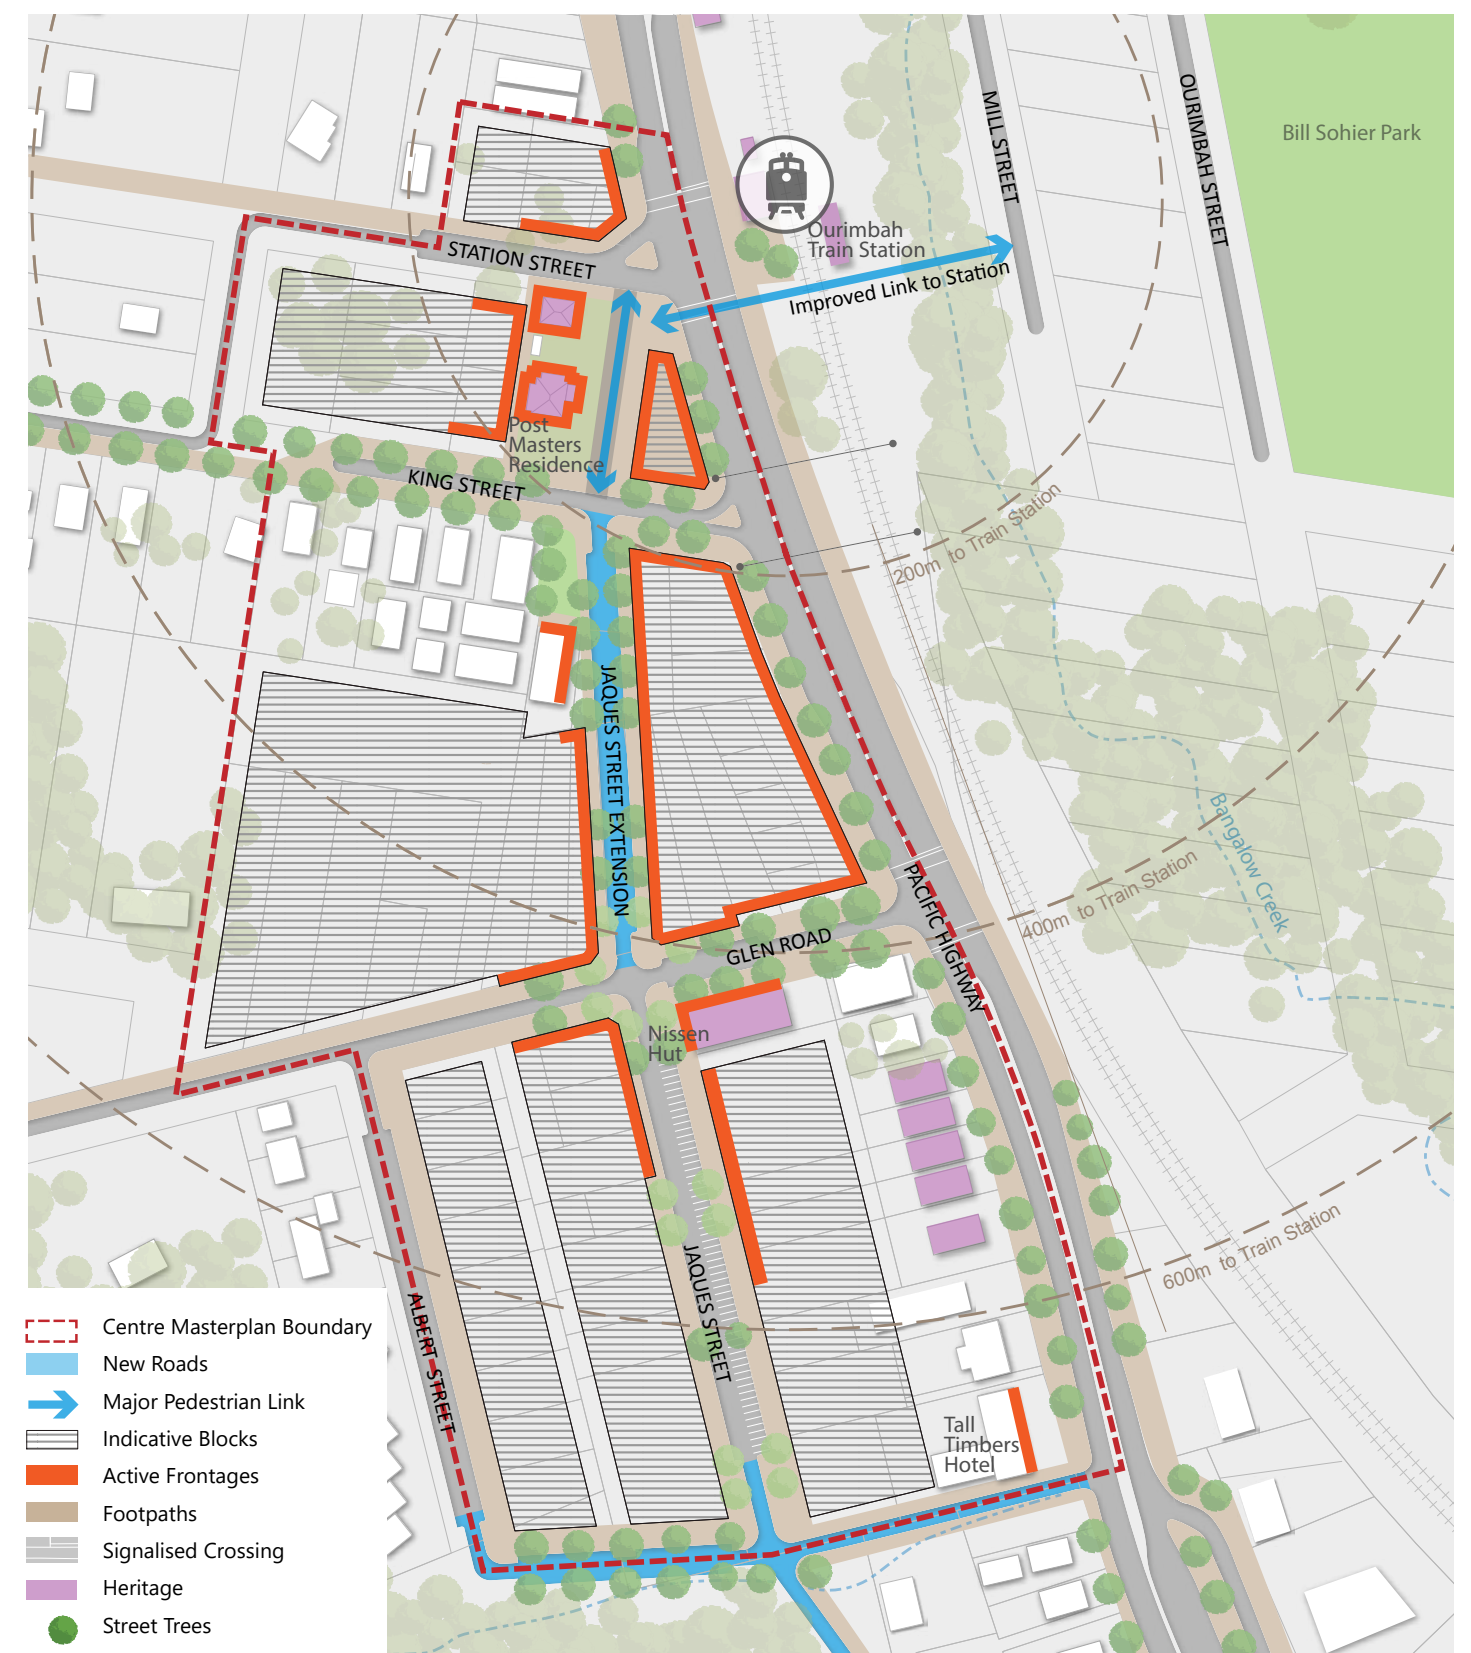 MILL STREET
OURIMBAH STREET
Bill Sohier Park
Ourimbah
Train Station
STATION STREET
Improved Link to Station
Post
Masters
Residence
KING STREET
200m to Train Station
JAQUES STREET EXTENSION
Bangalow Creek
PACIFIC HIGHWAY
400m to Train Station
GLEN ROAD
Nissen
Hut
600m to Train Station
JAQUES STREET
ALBERT STREET
Tall
Timbers
Hotel
Centre Masterplan Boundary
New Roads
Major Pedestrian Link
Indicative Blocks
Active Frontages
Footpaths
Signalised Crossing
Heritage
Street Trees